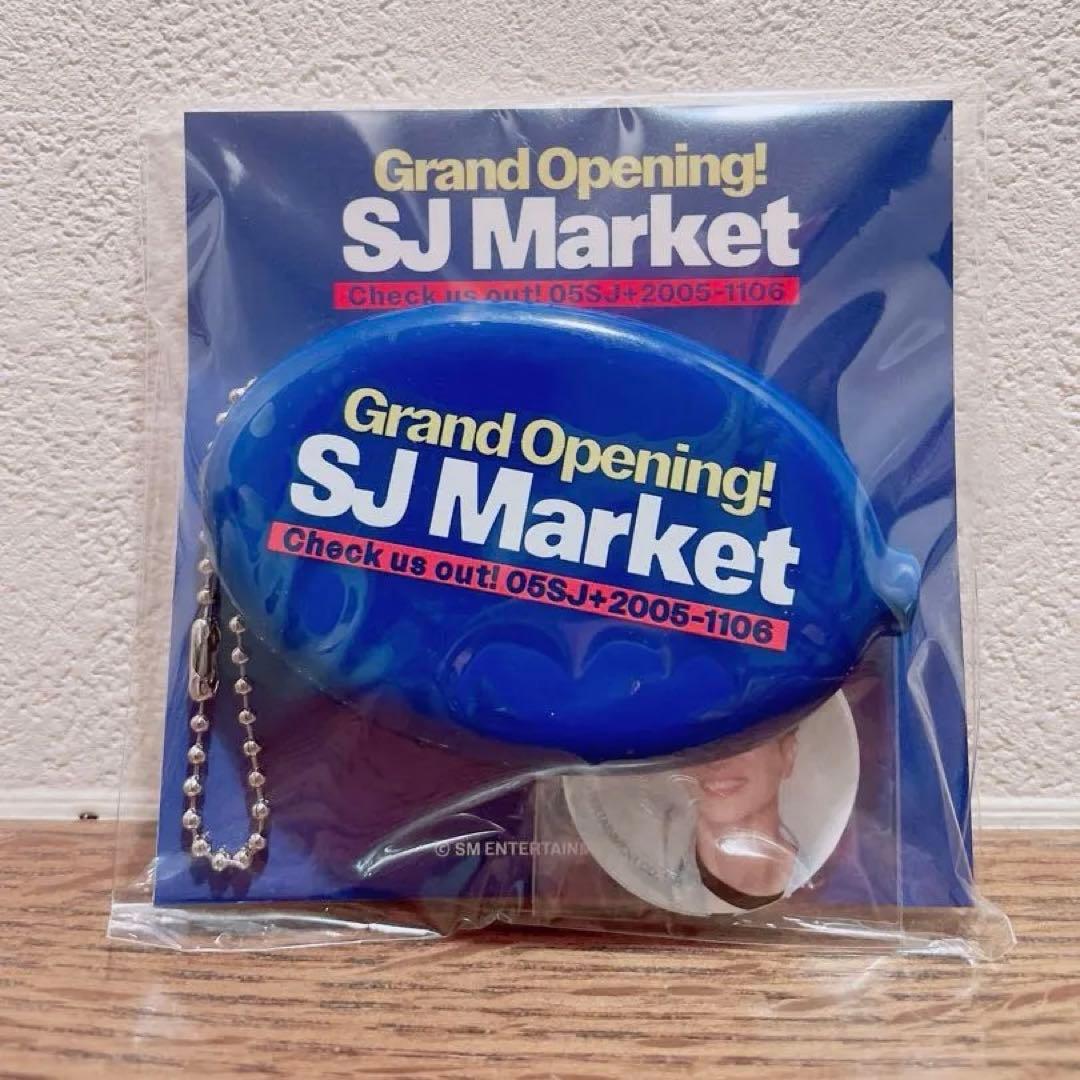 Grand Opening!
SJ Market
Check us out! 05SJ+2005-1106
Grand Opening!
SJ Market
Check us out! 05SJ+2005-1106
© SM ENTERTAIN